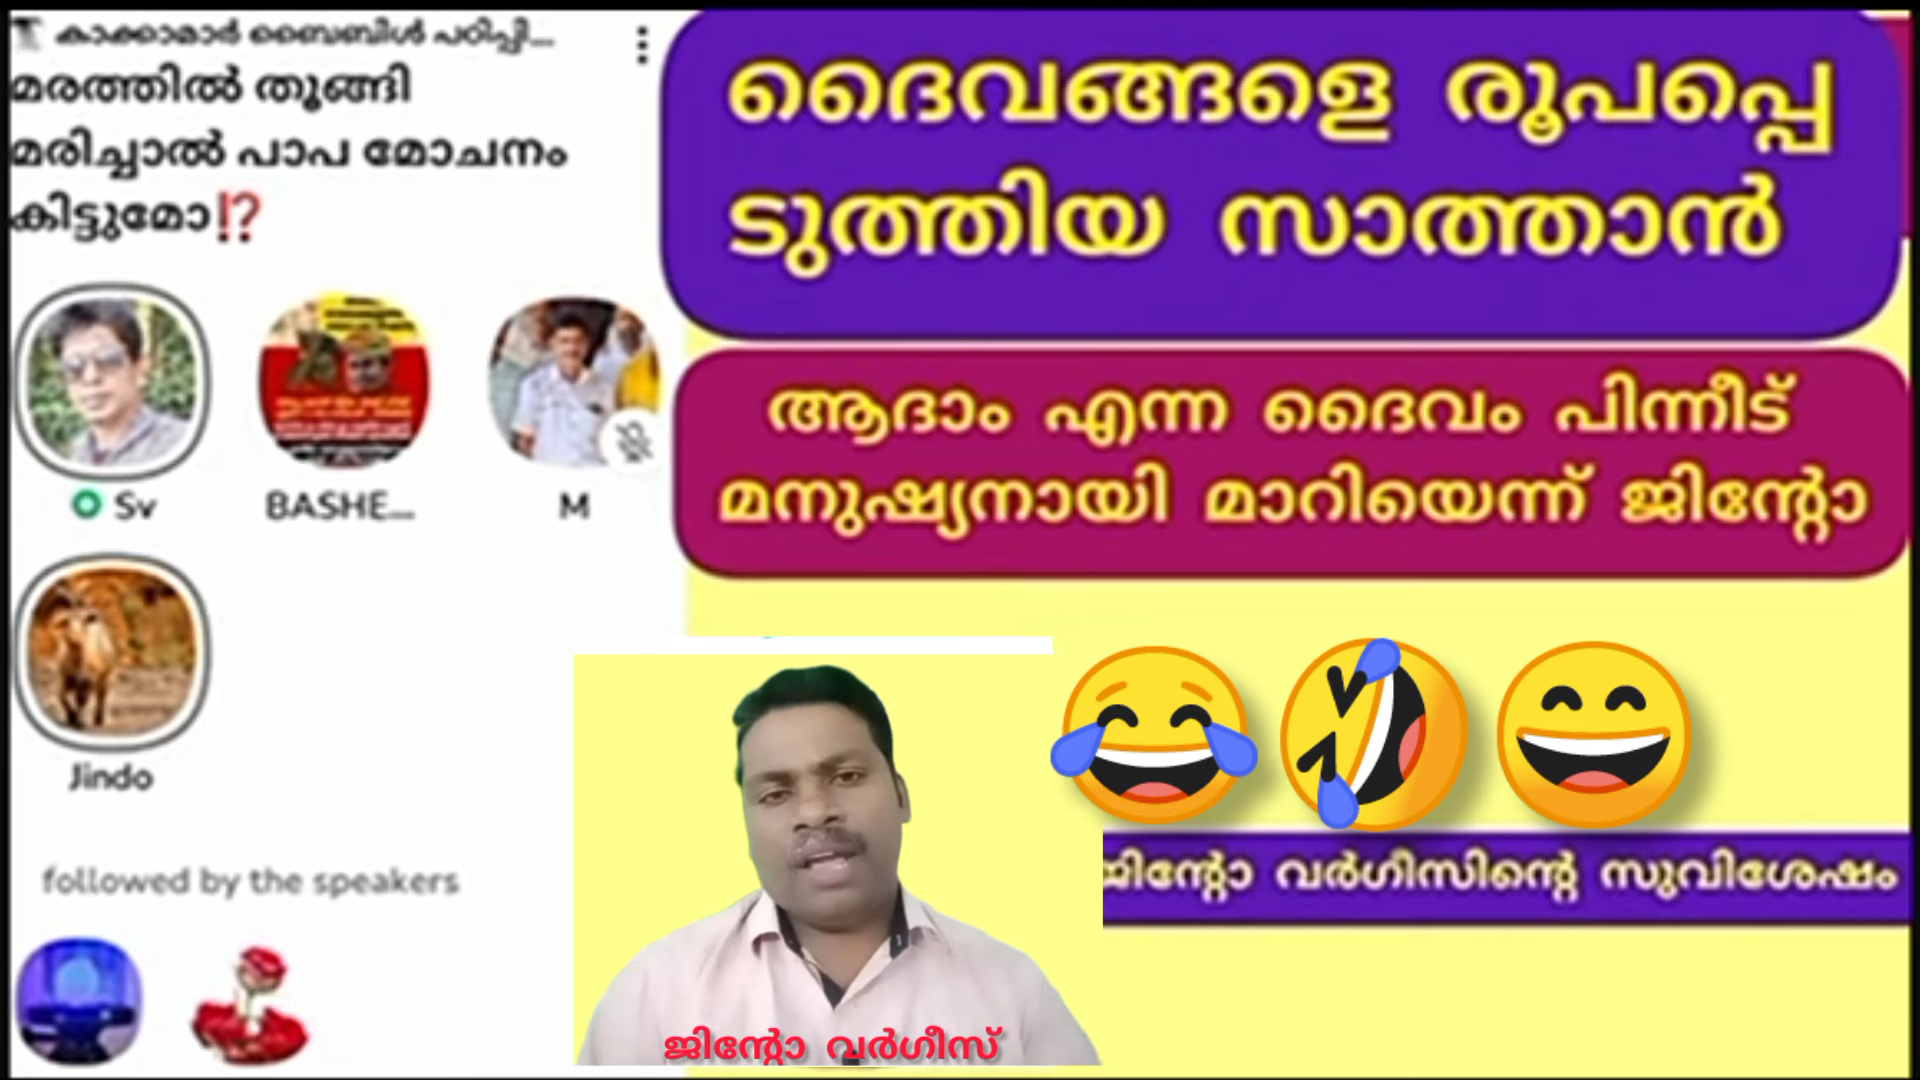 കാക്കാമാർ ബൈബിൾ പഠിപ്പി...
മരത്തിൽ തൂങ്ങി
മരിച്ചാൽ പാപ മോചനം
കിട്ടുമോ⁉️
Sv
BASHE...
M
Jindo
followed by the speakers
ദൈവങ്ങളെ രൂപപ്പെ
ടുത്തിയ സാത്താൻ
ആദാം എന്ന ദൈവം പിന്നീട്
മനുഷ്യനായി മാറിയെന്ന് ജിന്റോ
ജിന്റോ വർഗീസിന്റെ സുവിശേഷം
ജിന്റോ വർഗീസ്